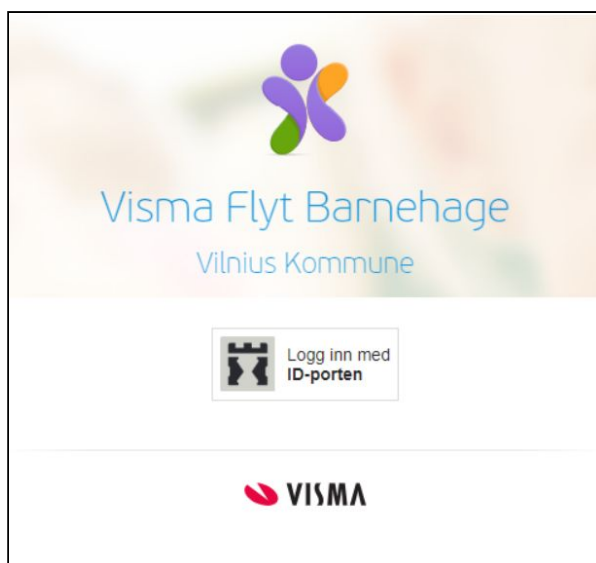 Visma Flyt Barnehage
Vilnius Kommune
Logg inn med
ID-porten
VISMA